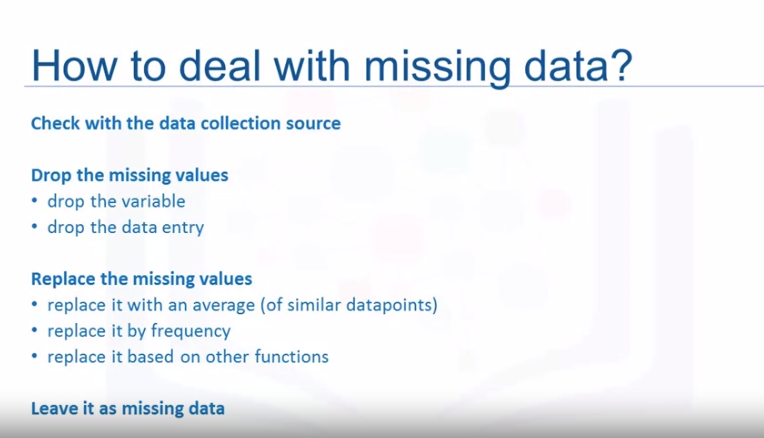 How to deal with missing data?
Check with the data collection source
Drop the missing values
• drop the variable
• drop the data entry
Replace the missing values
• replace it with an average (of similar datapoints)
• replace it by frequency
• replace it based on other functions
Leave it as missing data